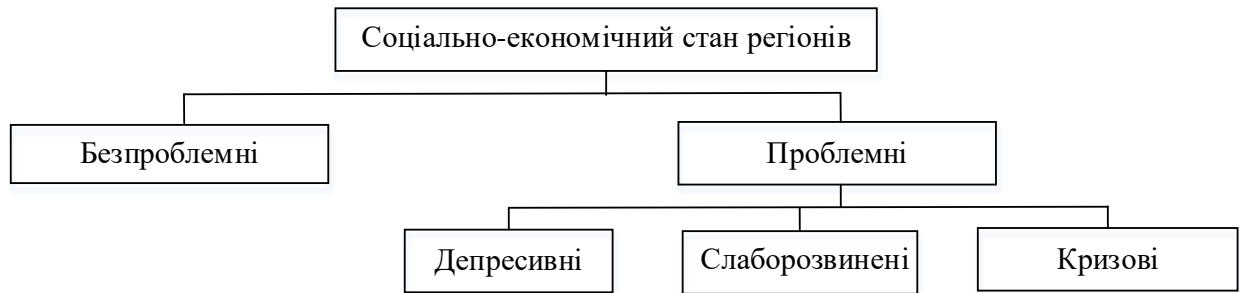 Соціально-економічний стан регіонів
Безпроблемні
Проблемні
Депресивні
Слаборозвинені
Кризові